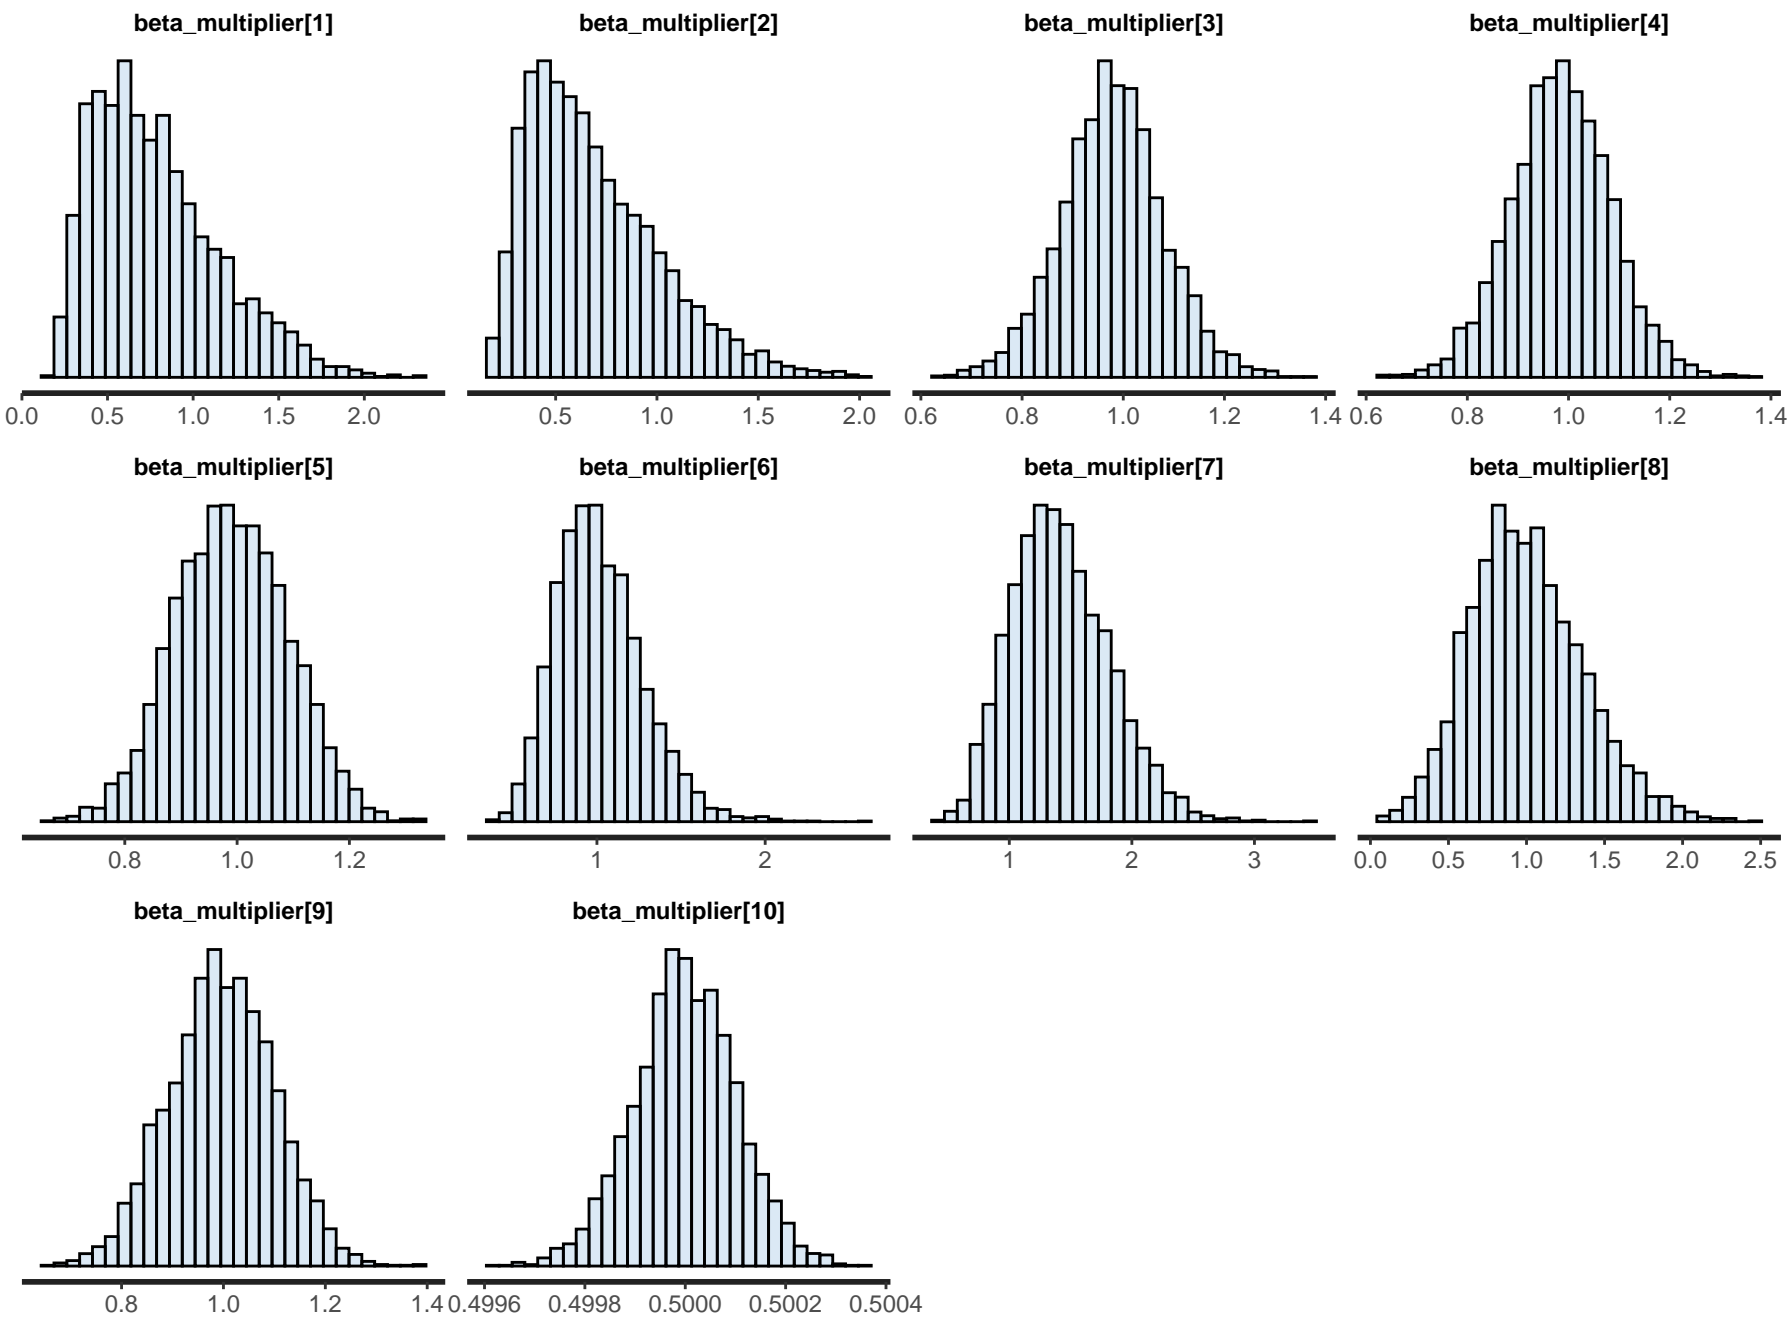 beta_multiplier[1] beta_multiplier[2] beta_multiplier[3] beta_multiplier[4]
0.0 0.5 1.0 1.5 2.0 0.5 1.0 1.5 2.0 0.6 0.8 1.0 1.2 1.4 0.6 0.8 1.0 1.2 1.4
beta_multiplier[5] beta_multiplier[6] beta_multiplier[7] beta_multiplier[8]
0.8 1.0 1.2 1 2 1 2 3 0.0 0.5 1.0 1.5 2.0 2.5
beta_multiplier[9] beta_multiplier[10]
0.8 1.0 1.2 1.4 0.4996 0.4998 0.5000 0.5002 0.5004